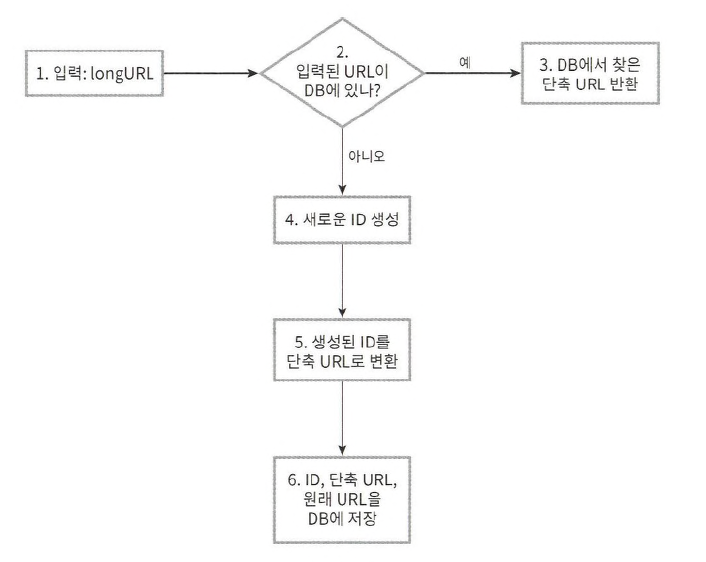 1. 입력: longURL
2.
입력된 URL이
DB에 있나?
예
3. DB에서 찾은
단축 URL 반환
아니오
4. 새로운 ID 생성
5. 생성된 ID를
단축 URL로 변환
6. ID, 단축 URL,
원래 URL을
DB에 저장